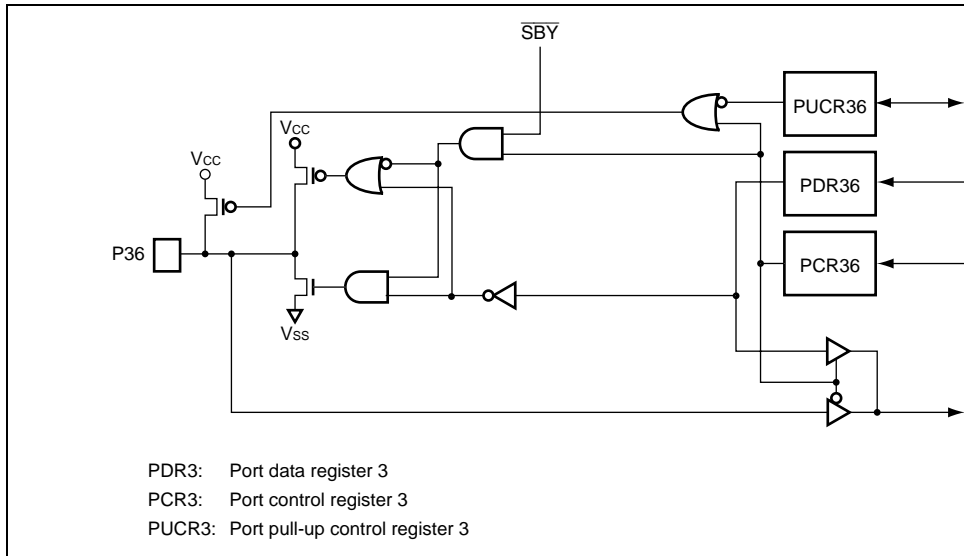 S̅B̅Y̅
PUCR36
VCC
VCC
PDR36
P36
PCR36
VSS
PDR3: Port data register 3
PCR3: Port control register 3
PUCR3: Port pull-up control register 3